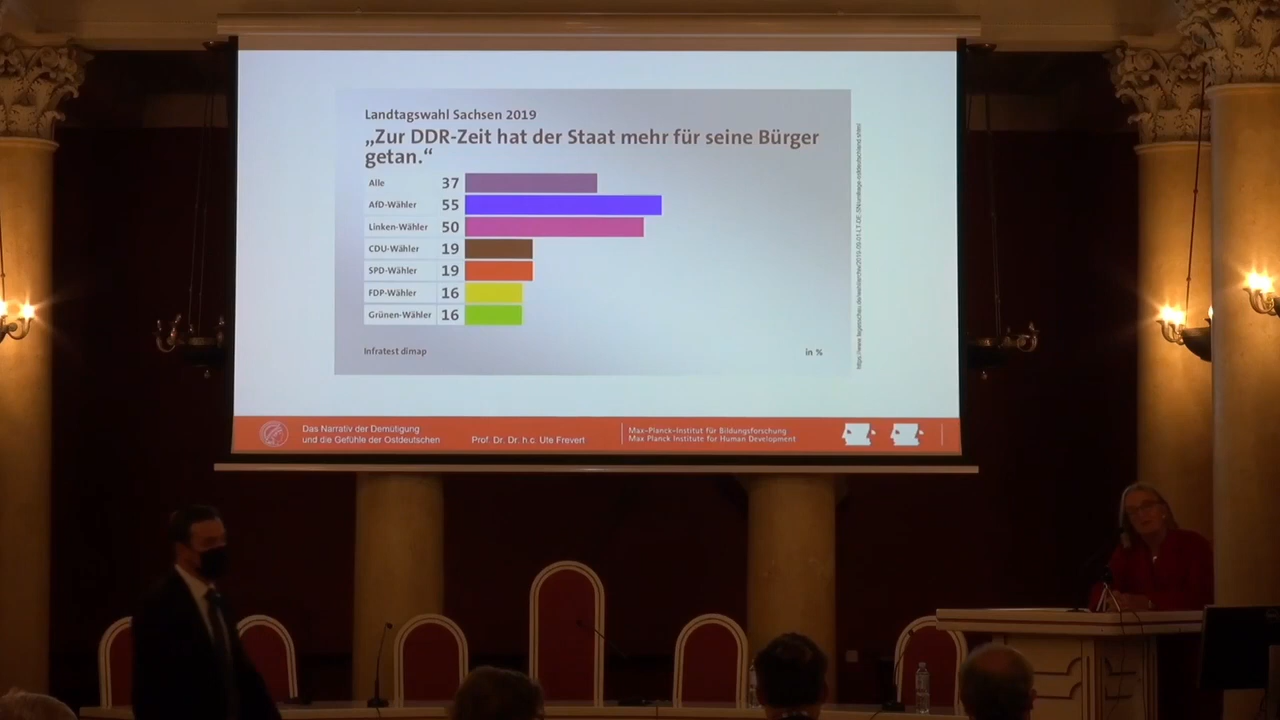 Landtagswahl Sachsen 2019
„Zur DDR-Zeit hat der Staat mehr für seine Bürger
getan.“
Alle 37
AfD-Wähler 55
Linken-Wähler 50
CDU-Wähler 19
SPD-Wähler 19
FDP-Wähler 16
Grünen-Wähler 16
Infratest dimap
in %
Das Narrativ der Demütigung
und die Gefühle der Ostdeutschen
Prof. Dr. Dr. h.c. Ute Frevert
Max-Planck-Institut für Bildungsforschung
Max Planck Institute for Human Development